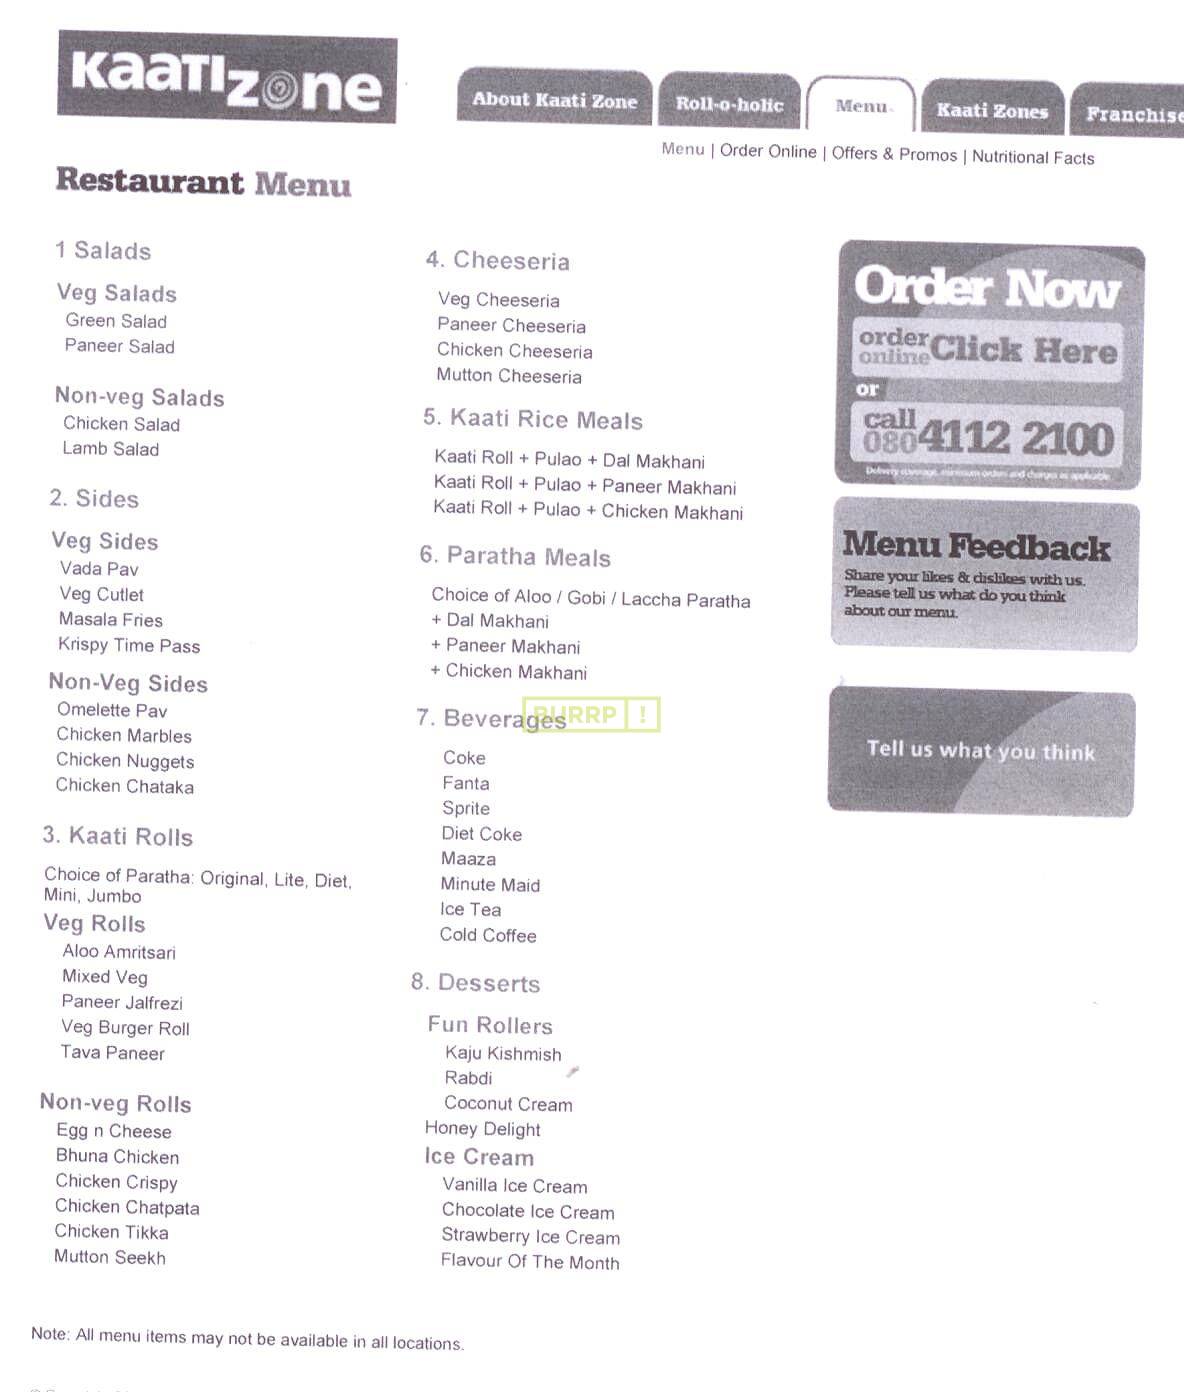 Kaati Zone
About Kaati Zone
Roll-o-holic
Menu
Kaati Zones
Franchise
Menu | Order Online | Offers & Promos | Nutritional Facts
Restaurant Menu
1 Salads
Veg Salads
Green Salad
Paneer Salad
Non-veg Salads
Chicken Salad
Lamb Salad
2. Sides
Veg Sides
Vada Pav
Veg Cutlet
Masala Fries
Krispy Time Pass
Non-Veg Sides
Omelette Pav
Chicken Marbles
Chicken Nuggets
Chicken Chataka
3. Kaati Rolls
Choice of Paratha: Original, Lite, Diet,
Mini, Jumbo
Veg Rolls
Aloo Amritsari
Mixed Veg
Paneer Jalfrezi
Veg Burger Roll
Tava Paneer
Non-veg Rolls
Egg n Cheese
Bhuna Chicken
Chicken Crispy
Chicken Chatpata
Chicken Tikka
Mutton Seekh
4. Cheeseria
Veg Cheeseria
Paneer Cheeseria
Chicken Cheeseria
Mutton Cheeseria
5. Kaati Rice Meals
Kaati Roll + Pulao + Dal Makhani
Kaati Roll + Pulao + Paneer Makhani
Kaati Roll + Pulao + Chicken Makhani
6. Paratha Meals
Choice of Aloo / Gobi / Laccha Paratha
+ Dal Makhani
+ Paneer Makhani
+ Chicken Makhani
7. Beverages
BURRP!
Coke
Fanta
Sprite
Diet Coke
Maaza
Minute Maid
Ice Tea
Cold Coffee
8. Desserts
Fun Rollers
Kaju Kishmish
Rabdi
Coconut Cream
Honey Delight
Ice Cream
Vanilla Ice Cream
Chocolate Ice Cream
Strawberry Ice Cream
Flavour Of The Month
Order Now
order online Click Here
or
call 080 4112 2100
Delivery coverage, minimum orders and charges as applicable
Menu Feedback
Share your likes & dislikes with us.
Please tell us what do you think
about our menu.
Tell us what you think
Note: All menu items may not be available in all locations.